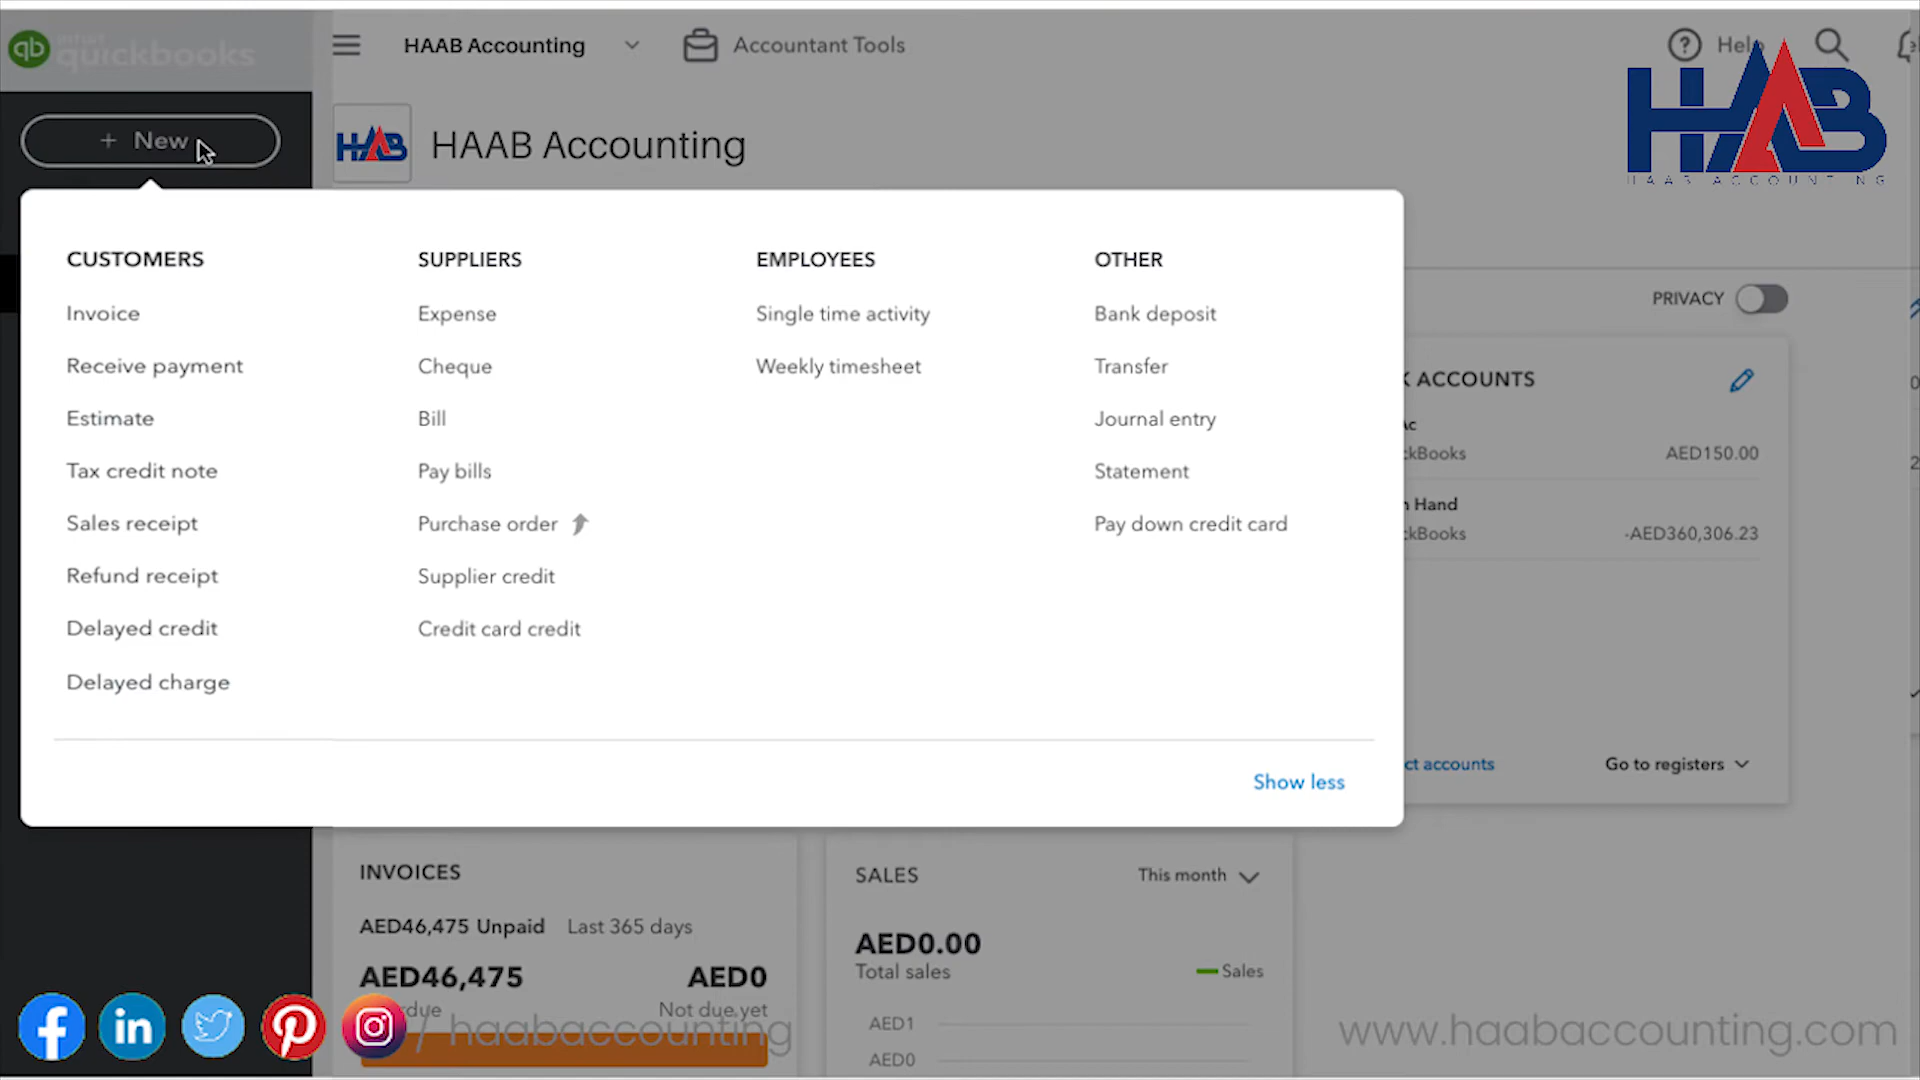 intuit
quickbooks
HAAB Accounting
Accountant Tools
Help
HAAB
HAAB ACCOUNTING
+ New
HAAB
HAAB Accounting
CUSTOMERS
Invoice
Receive payment
Estimate
Tax credit note
Sales receipt
Refund receipt
Delayed credit
Delayed charge
SUPPLIERS
Expense
Cheque
Bill
Pay bills
Purchase order
Supplier credit
Credit card credit
EMPLOYEES
Single time activity
Weekly timesheet
OTHER
Bank deposit
Transfer
Journal entry
Statement
Pay down credit card
Show less
PRIVACY
ACCOUNTS
AED150.00
Hand
-AED360,306.23
accounts
Go to registers
INVOICES
AED46,475 Unpaid Last 365 days
AED46,475 AED0
Not due yet
SALES
This month
AED0.00
Total sales
Sales
AED1
AED0
/ haabaccounting
www.haabaccounting.com